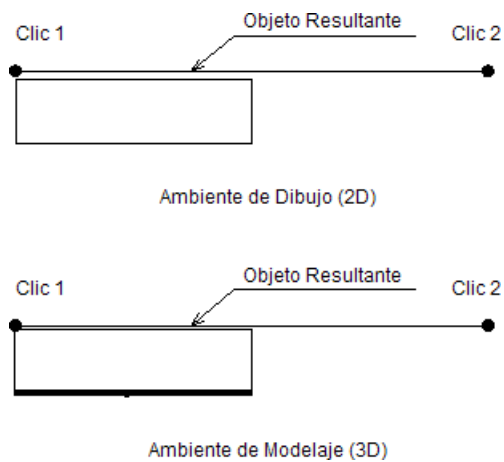 Objeto Resultante
Clic 1
Clic 2
Ambiente de Dibujo (2D)
Objeto Resultante
Clic 1
Clic 2
Ambiente de Modelaje (3D)